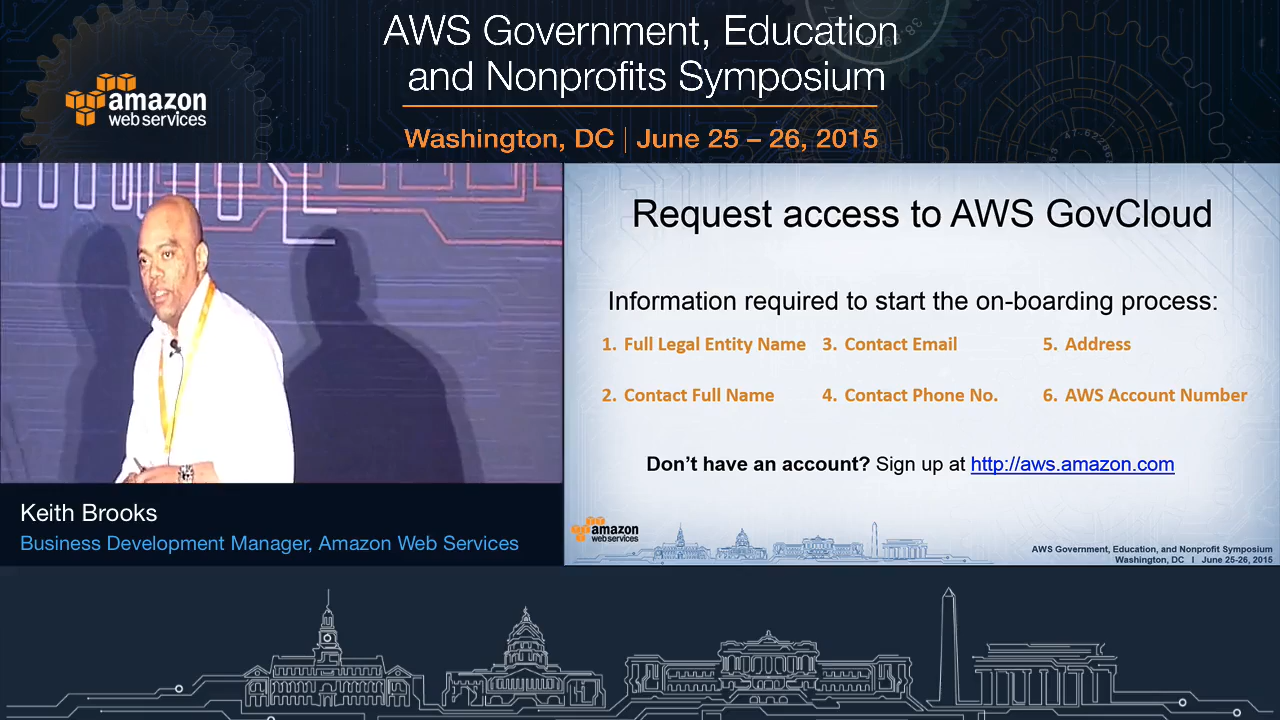 AWS Government, Education
and Nonprofits Symposium
amazon
web services
Washington, DC | June 25 – 26, 2015
Request access to AWS GovCloud
Information required to start the on-boarding process:
1. Full Legal Entity Name 3. Contact Email 5. Address
2. Contact Full Name 4. Contact Phone No. 6. AWS Account Number
Don't have an account? Sign up at http://aws.amazon.com
Keith Brooks
Business Development Manager, Amazon Web Services
amazon
web services
AWS Government, Education, and Nonprofit Symposium
Washington, DC I June 25-26, 2015